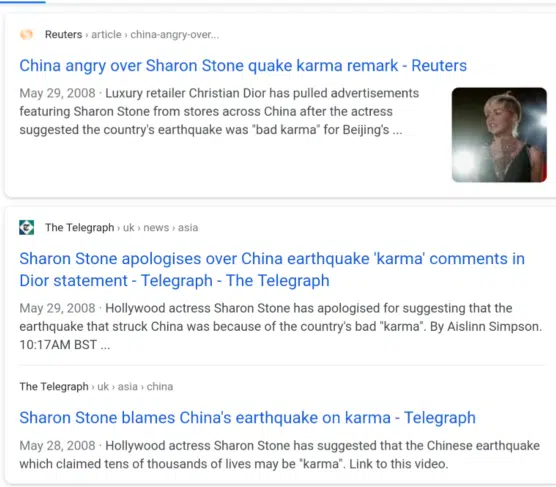 Reuters › article › china-angry-over...
China angry over Sharon Stone quake karma remark - Reuters
May 29, 2008 · Luxury retailer Christian Dior has pulled advertisements
featuring Sharon Stone from stores across China after the actress
suggested the country's earthquake was "bad karma" for Beijing's ...
The Telegraph › uk › news › asia
Sharon Stone apologises over China earthquake 'karma' comments in
Dior statement - Telegraph - The Telegraph
May 29, 2008 · Hollywood actress Sharon Stone has apologised for suggesting that the
earthquake that struck China was because of the country's bad "karma". By Aislinn Simpson.
10:17AM BST ...
The Telegraph › uk › asia › china
Sharon Stone blames China's earthquake on karma - Telegraph
May 28, 2008 · Hollywood actress Sharon Stone has suggested that the Chinese earthquake
which claimed tens of thousands of lives may be "karma". Link to this video.